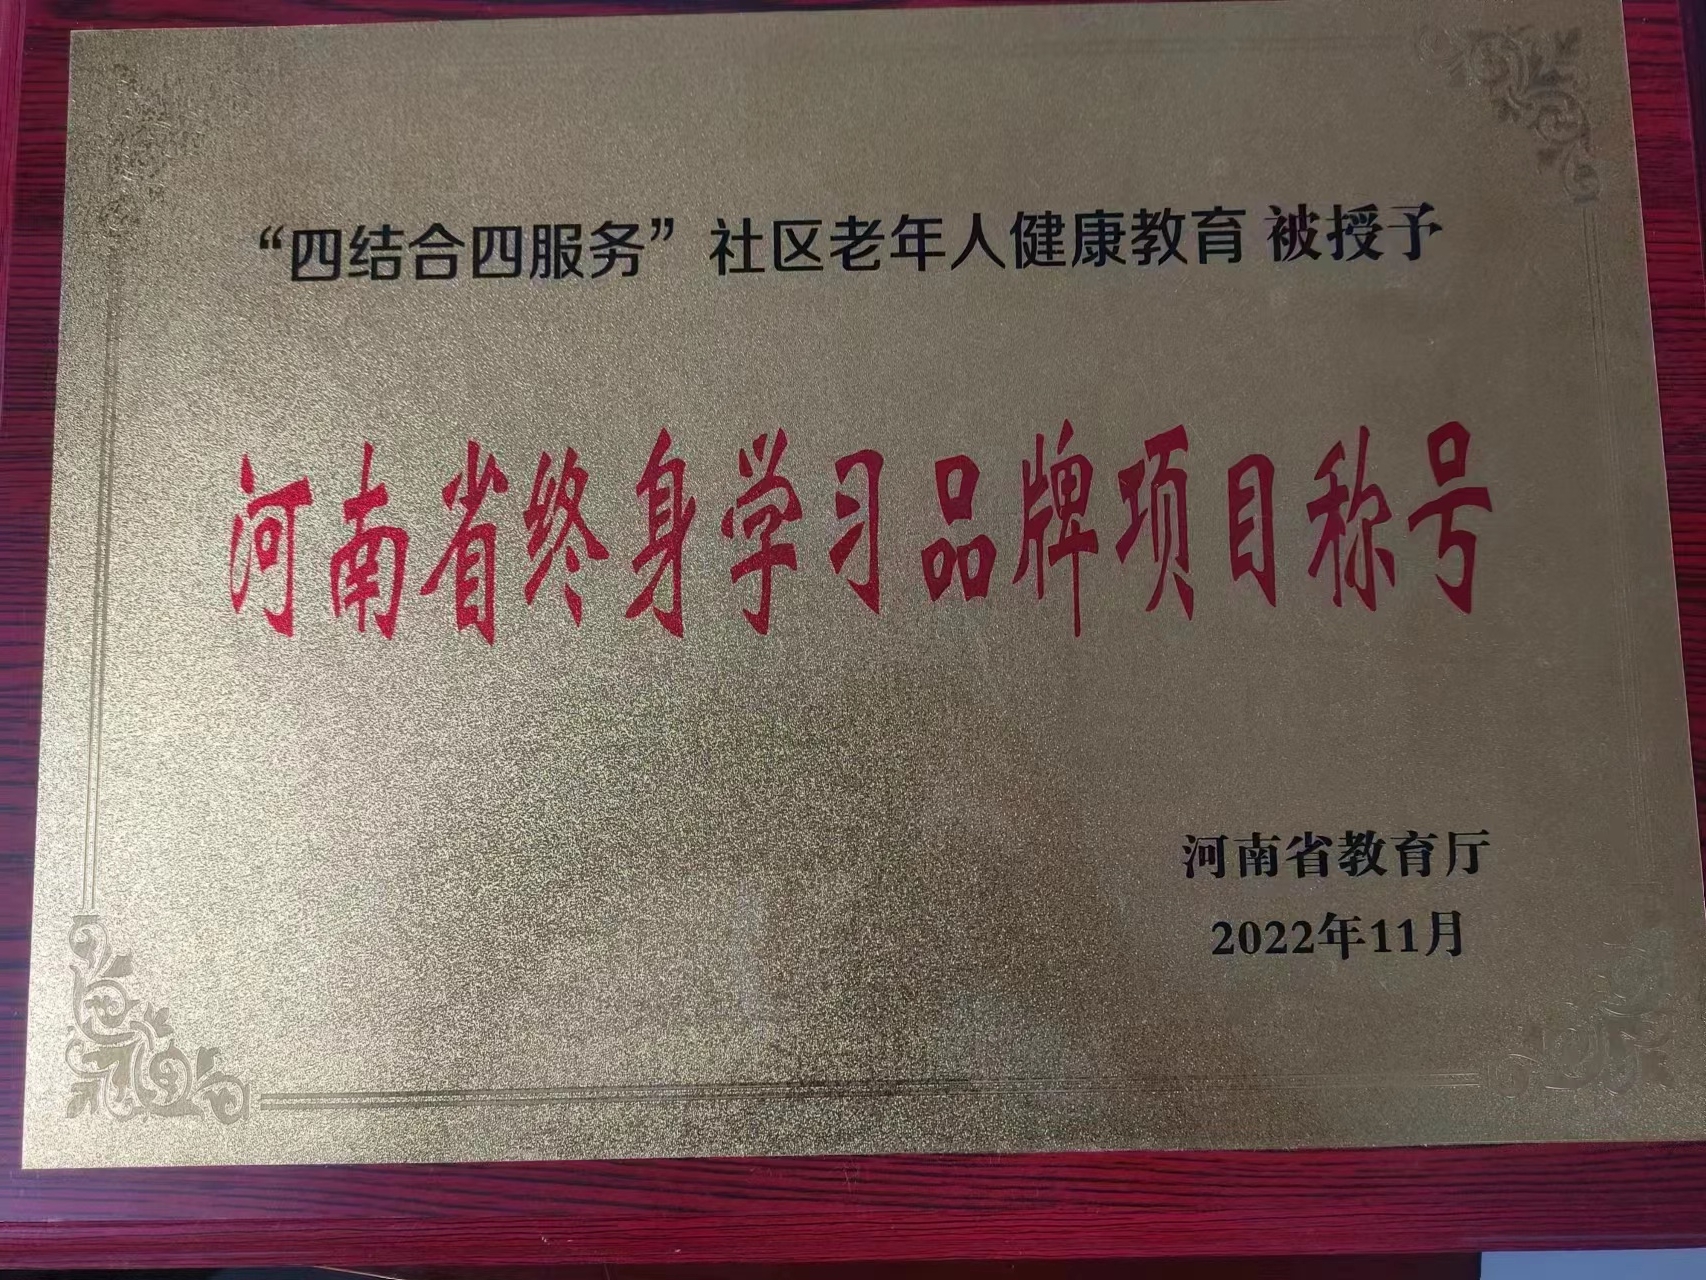 “四结合四服务”社区老年人健康教育 被授予
河南省终身学习品牌项目称号
河南省教育厅
2022年11月